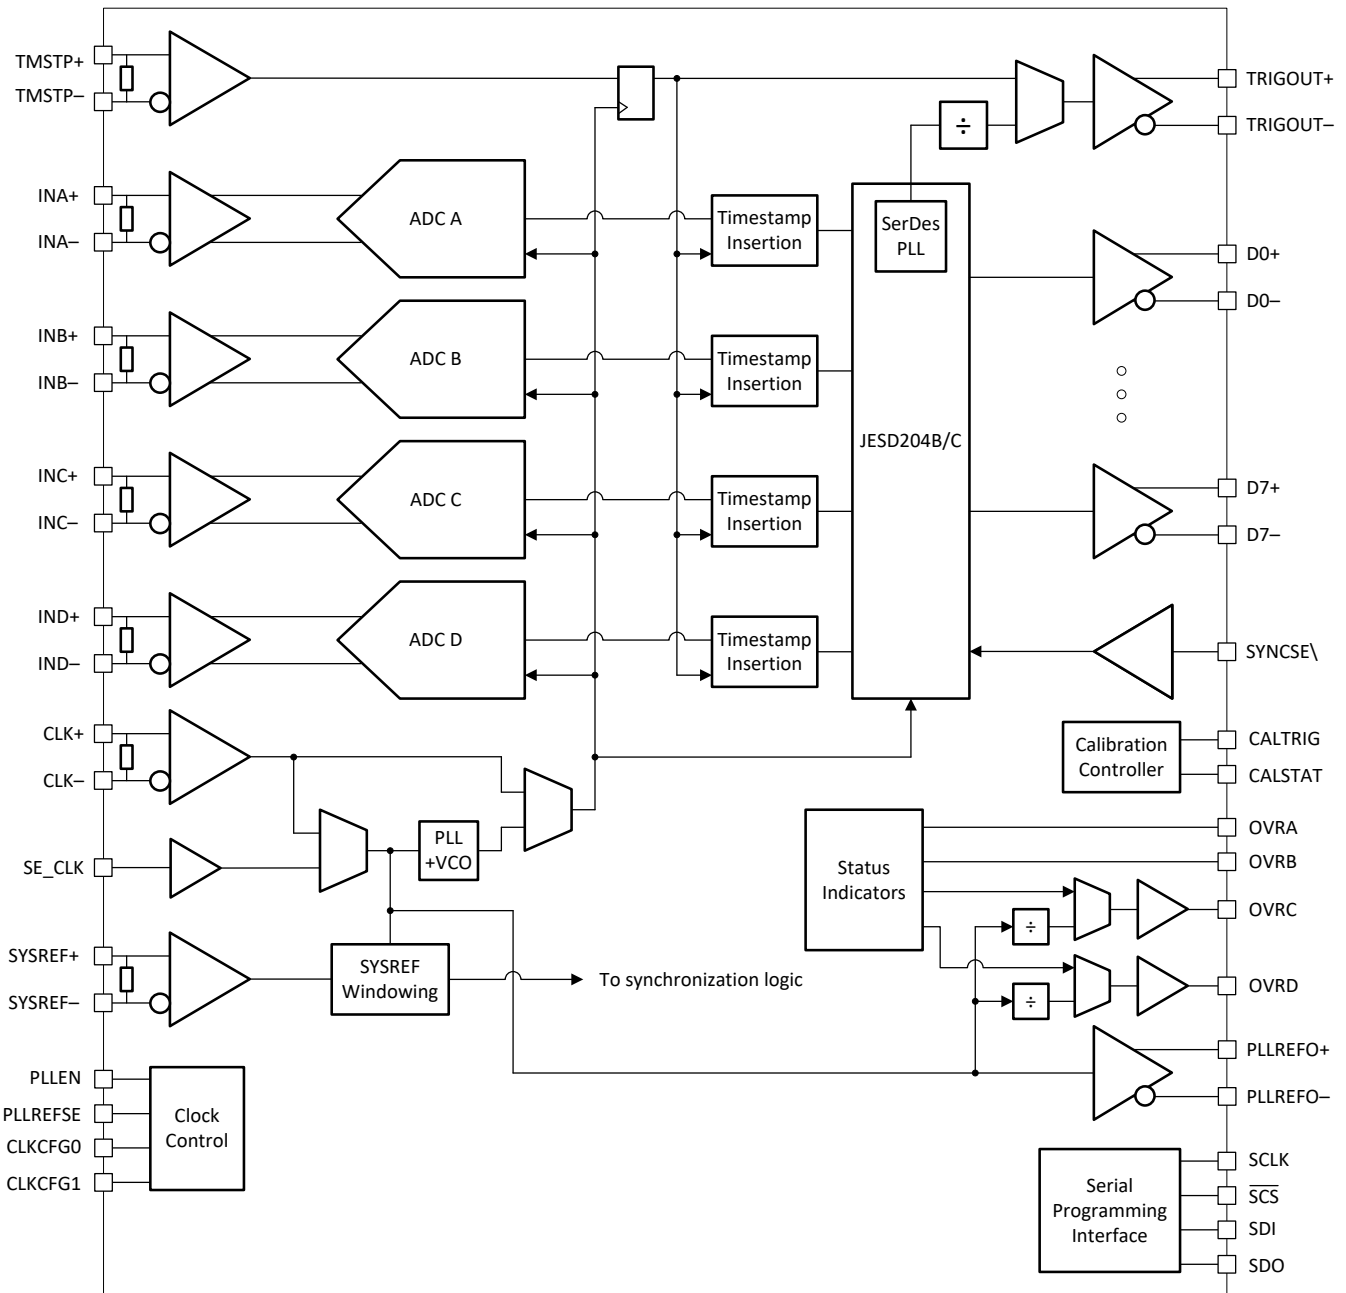 TMSTP+
TMSTP–
TRIGOUT+
TRIGOUT–
÷
INA+
INA–
ADC A
Timestamp
Insertion
SerDes
PLL
D0+
D0–
INB+
INB–
ADC B
Timestamp
Insertion
JESD204B/C
INC+
INC–
ADC C
Timestamp
Insertion
D7+
D7–
IND+
IND–
ADC D
Timestamp
Insertion
SYNCSE\
CLK+
CLK–
Calibration
Controller
CALTRIG
CALSTAT
SE_CLK
PLL
+VCO
Status
Indicators
OVRA
OVRB
OVRC
OVRD
÷
÷
SYSREF+
SYSREF–
SYSREF
Windowing
To synchronization logic
PLLREFO+
PLLREFO–
PLLEN
PLLREFSE
CLKCFG0
CLKCFG1
Clock
Control
Serial
Programming
Interface
SCLK
S̅C̅S̅
SDI
SDO